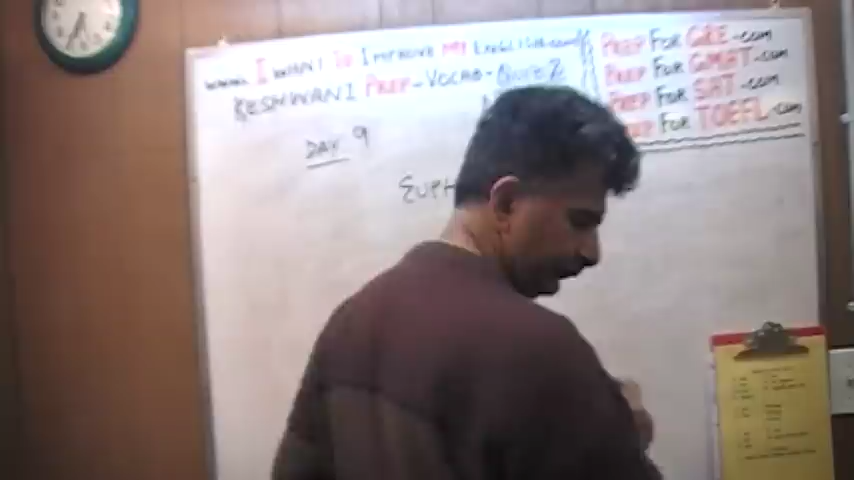 www. I WANT TO IMPROVE MY ENGLISH.com
KESHWANI PREP-VOCAB-QUIZZ
PREP FOR GRE.com
PREP FOR GMAT.com
PREP FOR SAT.com
PREP FOR TOEFL.com
DAY 9
EUPH